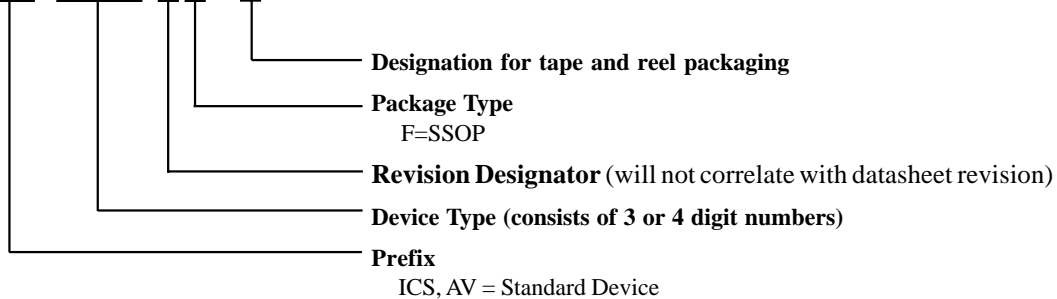 Designation for tape and reel packaging
Package Type
F=SSOP
Revision Designator (will not correlate with datasheet revision)
Device Type (consists of 3 or 4 digit numbers)
Prefix
ICS, AV = Standard Device